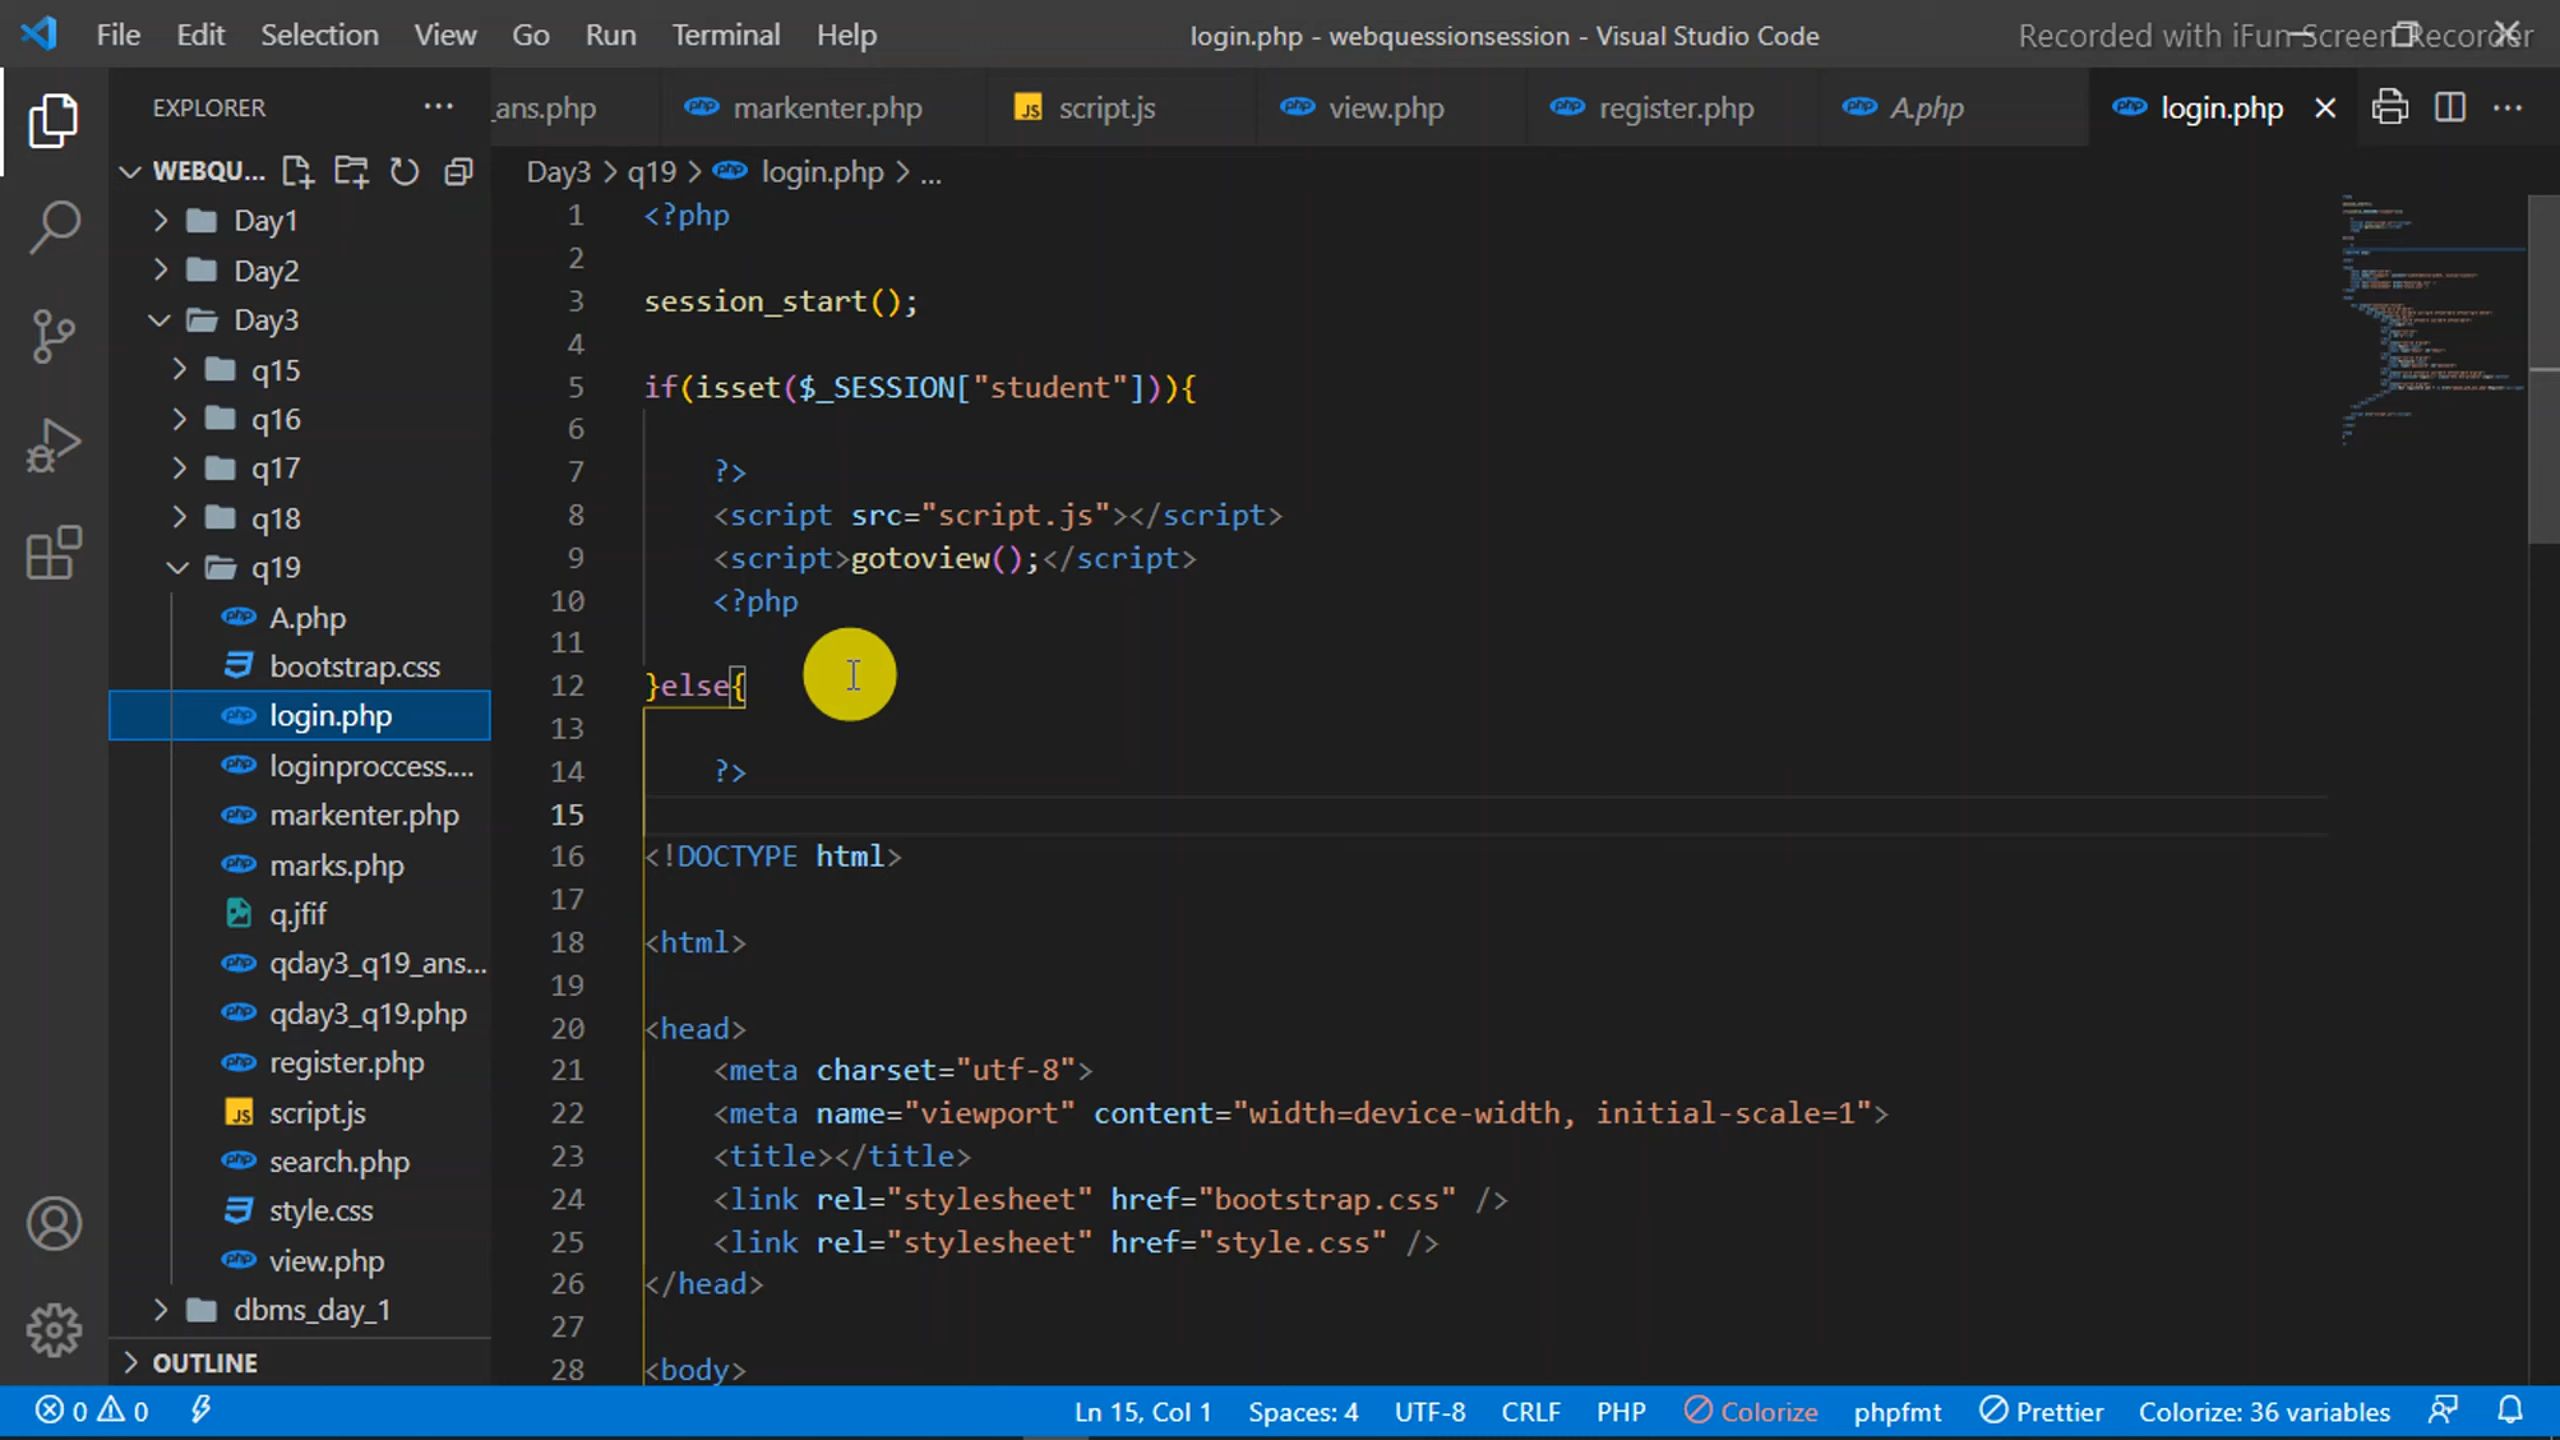 File Edit Selection View Go Run Terminal Help
login.php - webquessionsession - Visual Studio Code
Recorded with iFun Screen Recorder
EXPLORER
_ans.php
markenter.php
JS script.js
view.php
register.php
A.php
login.php
WEBQU...
Day3 > q19 > login.php > ...
Day1
Day2
Day3
q15
q16
q17
q18
q19
A.php
bootstrap.css
login.php
loginproccess....
markenter.php
marks.php
q.jfif
qday3_q19_ans...
qday3_q19.php
register.php
JS script.js
search.php
style.css
view.php
dbms_day_1
OUTLINE
1 <?php
2
3 session_start();
4
5 if(isset($_SESSION["student"])){
6
7 ?>
8 <script src="script.js"></script>
9 <script>gotoview();</script>
10 <?php
11
12 }else{
13
14 ?>
15
16 <!DOCTYPE html>
17
18 <html>
19
20 <head>
21 <meta charset="utf-8">
22 <meta name="viewport" content="width=device-width, initial-scale=1">
23 <title></title>
24 <link rel="stylesheet" href="bootstrap.css" />
25 <link rel="stylesheet" href="style.css" />
26 </head>
27
28 <body>
0 0
Ln 15, Col 1 Spaces: 4 UTF-8 CRLF PHP Colorize phpfmt Prettier Colorize: 36 variables